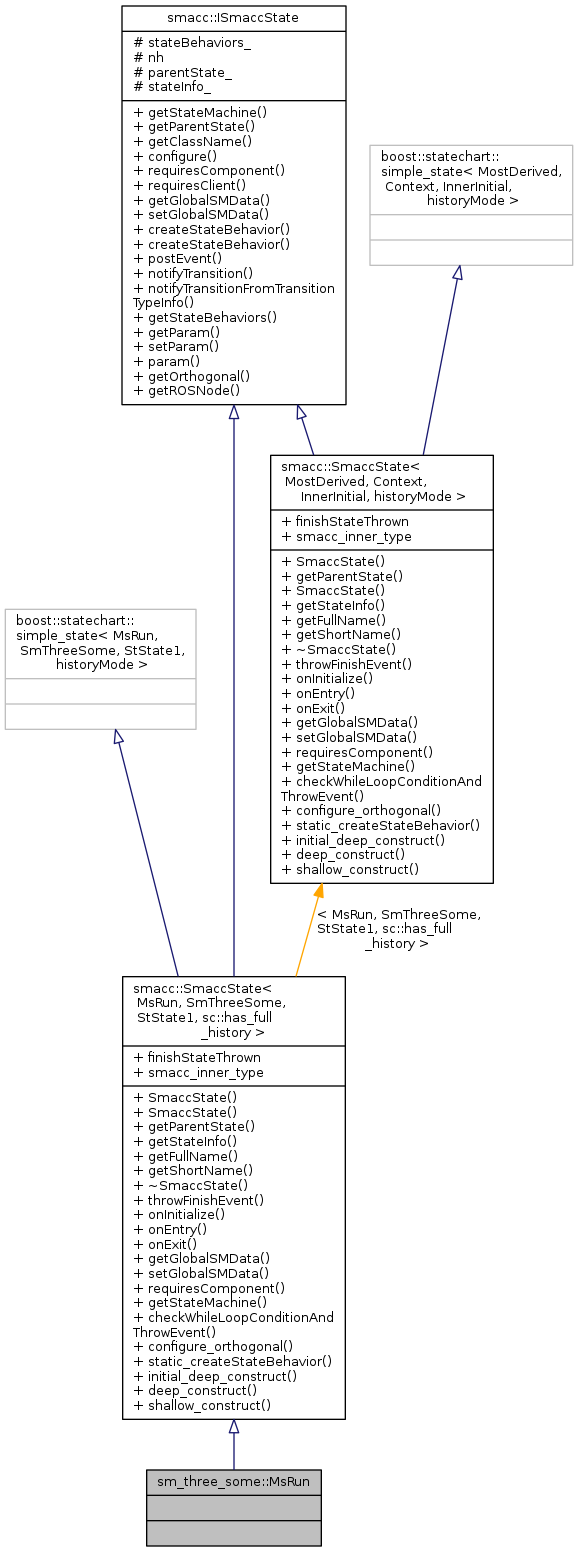 smacc::ISmaccState
# stateBehaviors_
# nh
# parentState_
# stateInfo_
+ getStateMachine()
+ getParentState()
+ getClassName()
+ configure()
+ requiresComponent()
+ requiresClient()
+ getGlobalSMData()
+ setGlobalSMData()
+ createStateBehavior()
+ createStateBehavior()
+ postEvent()
+ notifyTransition()
+ notifyTransitionFromTransition
TypeInfo()
+ getStateBehaviors()
+ getParam()
+ setParam()
+ param()
+ getOrthogonal()
+ getROSNode()
boost::statechart::
simple_state< MostDerived,
Context, InnerInitial,
historyMode >
smacc::SmaccState<
MostDerived, Context,
InnerInitial, historyMode >
+ finishStateThrown
+ smacc_inner_type
+ SmaccState()
+ getParentState()
+ SmaccState()
+ getStateInfo()
+ getFullName()
+ getShortName()
+ ~SmaccState()
+ throwFinishEvent()
+ onInitialize()
+ onEntry()
+ onExit()
+ getGlobalSMData()
+ setGlobalSMData()
+ requiresComponent()
+ getStateMachine()
+ checkWhileLoopConditionAnd
ThrowEvent()
+ configure_orthogonal()
+ static_createStateBehavior()
+ initial_deep_construct()
+ deep_construct()
+ shallow_construct()
boost::statechart::
simple_state< MsRun,
SmThreeSome, StState1,
historyMode >
< MsRun, SmThreeSome,
StState1, sc::has_full
_history >
smacc::SmaccState<
MsRun, SmThreeSome,
StState1, sc::has_full
_history >
+ finishStateThrown
+ smacc_inner_type
+ SmaccState()
+ SmaccState()
+ getParentState()
+ getStateInfo()
+ getFullName()
+ getShortName()
+ ~SmaccState()
+ throwFinishEvent()
+ onInitialize()
+ onEntry()
+ onExit()
+ getGlobalSMData()
+ setGlobalSMData()
+ requiresComponent()
+ getStateMachine()
+ checkWhileLoopConditionAnd
ThrowEvent()
+ configure_orthogonal()
+ static_createStateBehavior()
+ initial_deep_construct()
+ deep_construct()
+ shallow_construct()
sm_three_some::MsRun